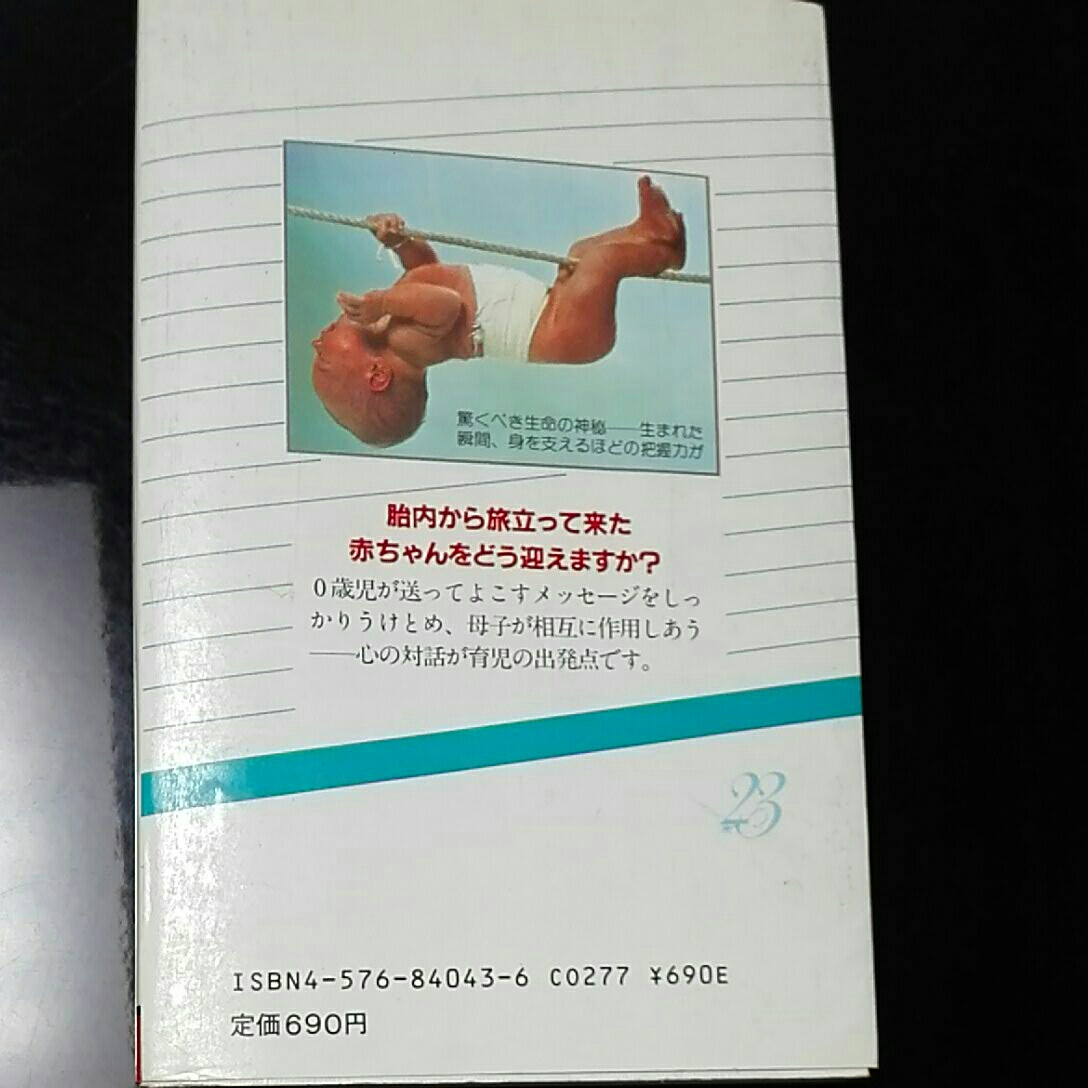 驚くべき生命の神秘──生まれた
瞬間、身を支えるほどの把握力が
胎内から旅立って来た
赤ちゃんをどう迎えますか?
0歳児が送ってよこすメッセージをしっ
かりうけとめ、母子が相互に作用しあう
──心の対話が育児の出発点です。
23
ISBN4-576-84043-6 C0277 ¥690E
定価690円